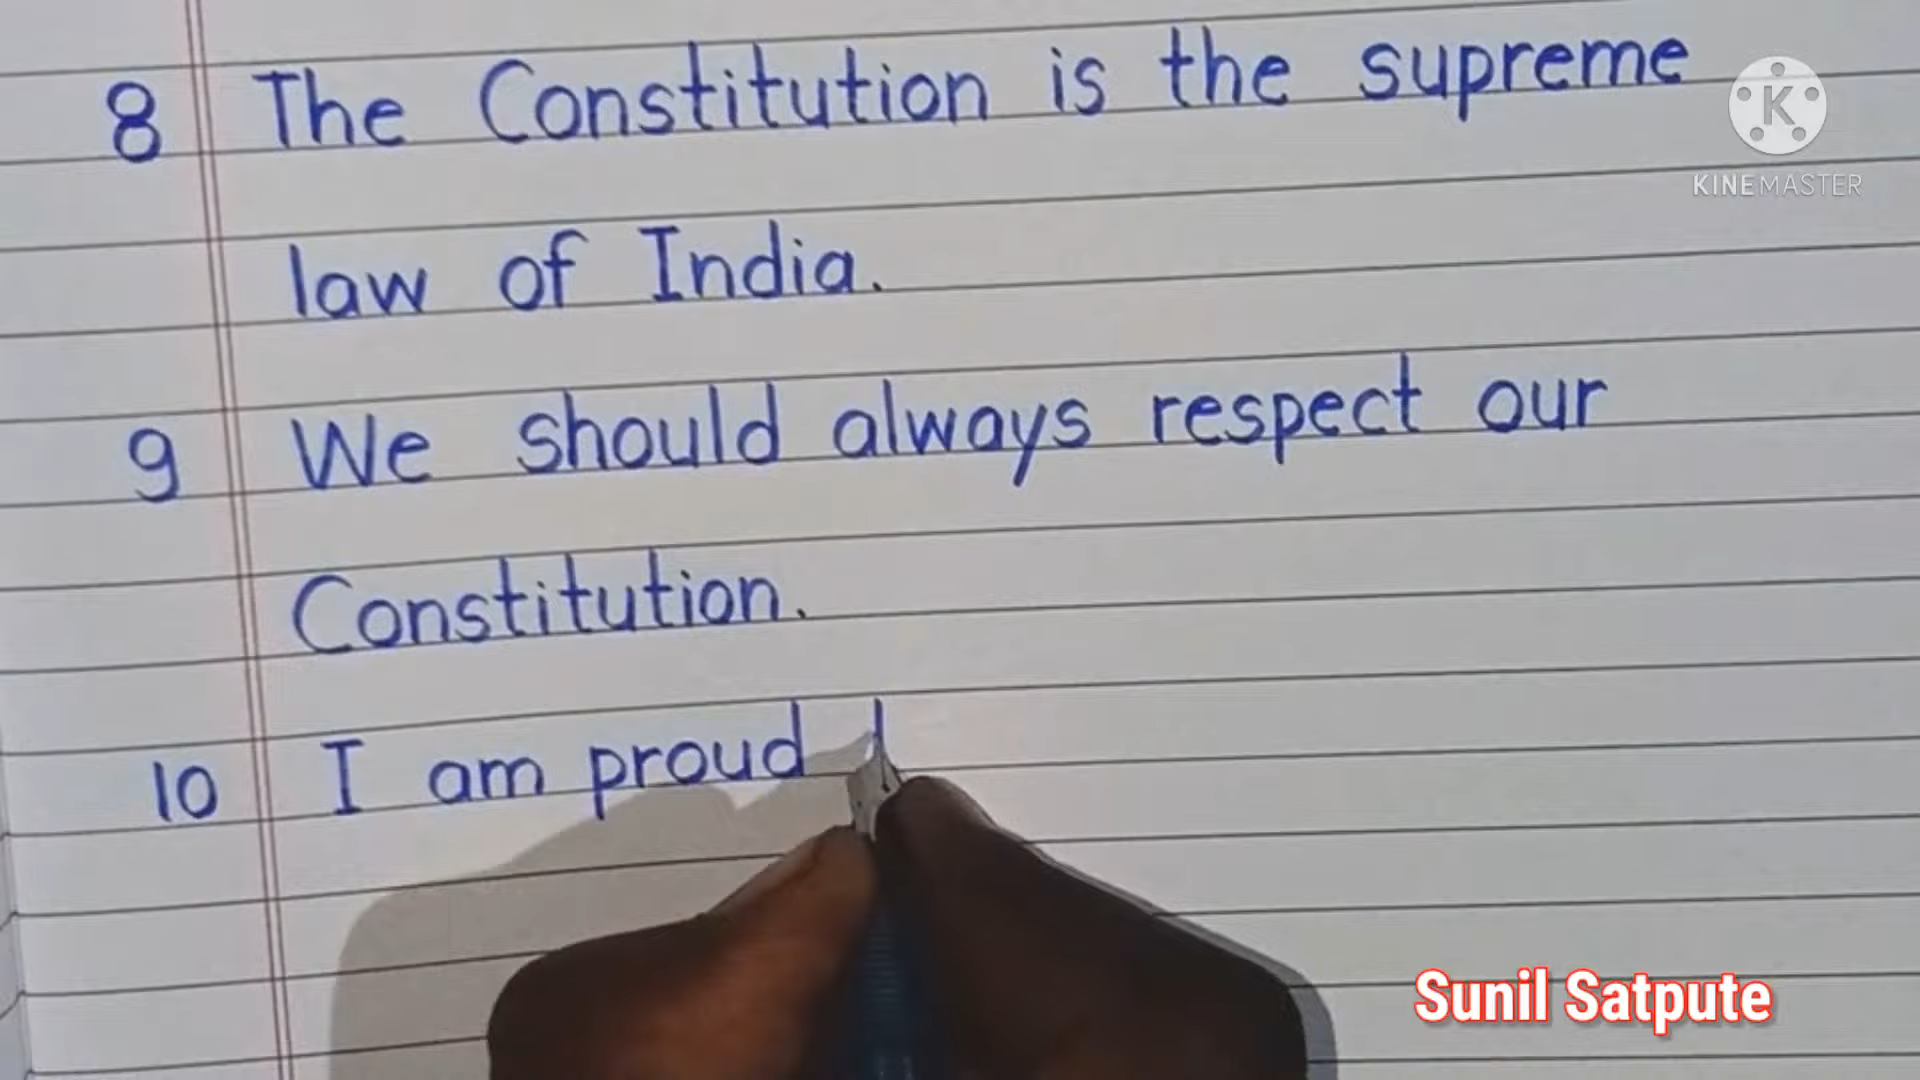 8 The Constitution is the supreme
K
KINEMASTER
law of India.
9 We should always respect our
Constitution.
10 I am proud
Sunil Satpute